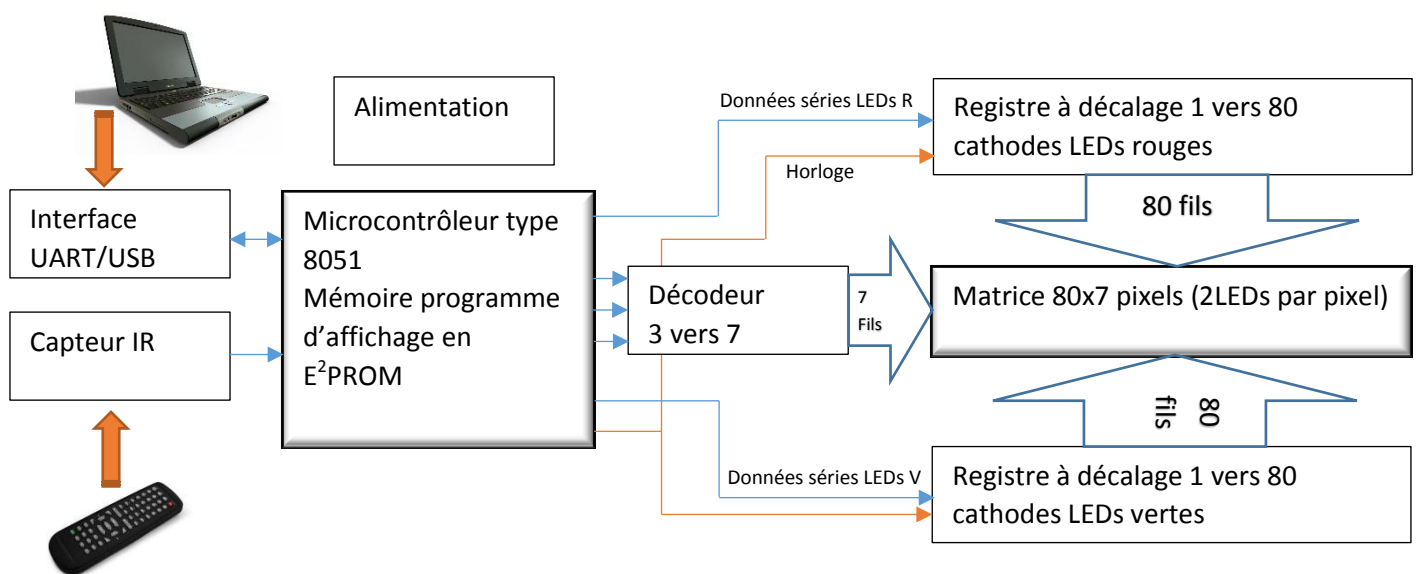 Alimentation
Données séries LEDs R
Registre à décalage 1 vers 80
cathodes LEDs rouges
Horloge
80 fils
Interface
UART/USB
Microcontrôleur type
8051
Mémoire programme
d’affichage en
E²PROM
Décodeur
3 vers 7
7
Fils
Matrice 80x7 pixels (2LEDs par pixel)
Capteur IR
80
fils
Données séries LEDs V
Registre à décalage 1 vers 80
cathodes LEDs vertes